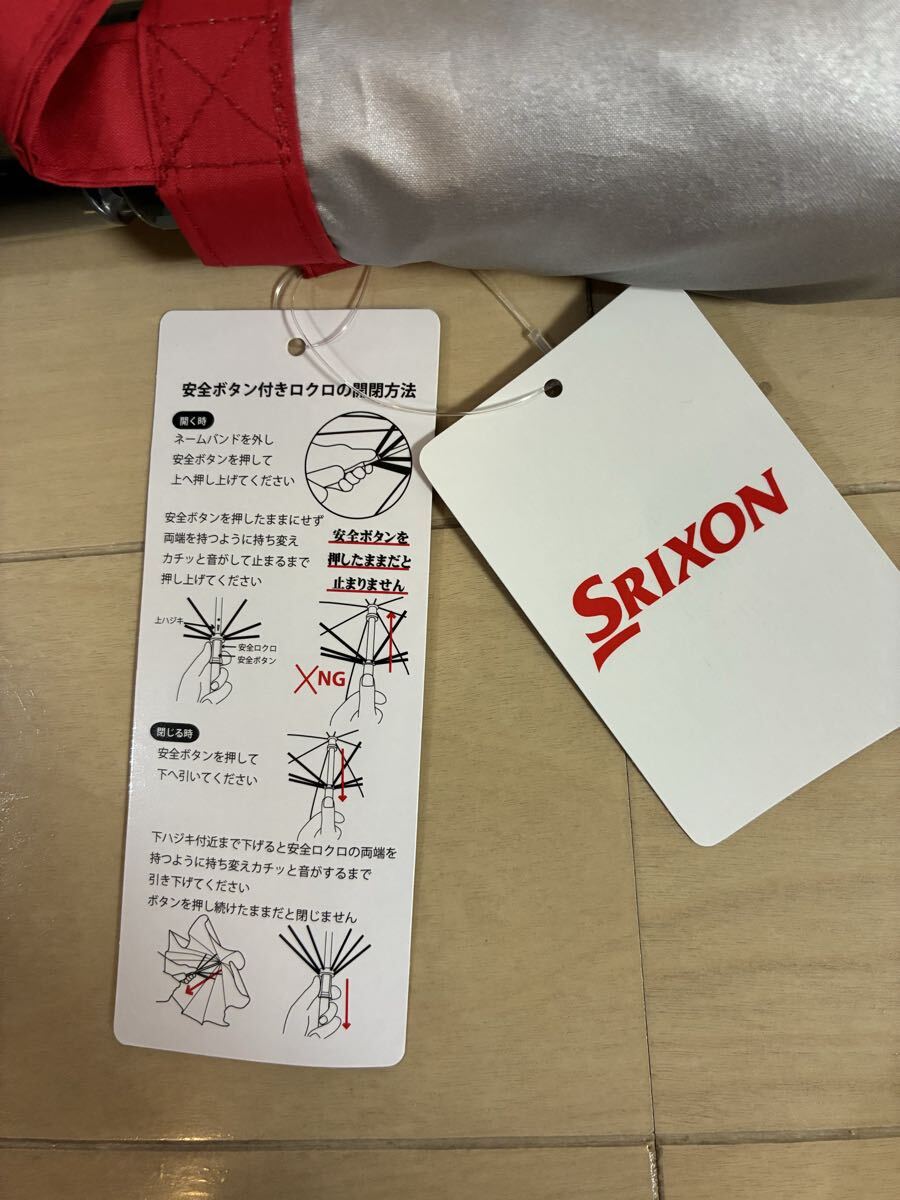 安全ボタン付きロクロの開閉方法
開く時
ネームバンドを外し
安全ボタンを押して
上へ押し上げてください
安全ボタンを押したままにせず
両端を持つように持ち変え
カチッと音がして止まるまで
押し上げてください
安全ボタンを
押したままだと
止まりません
上ハジキ
安全ロクロ
安全ボタン
NG
閉じる時
安全ボタンを押して
下へ引いてください
下ハジキ付近まで下げると安全ロクロの両端を
持つように持ち変えカチッと音がするまで
引き下げてください
ボタンを押し続けたままだと閉じません
SRIXON